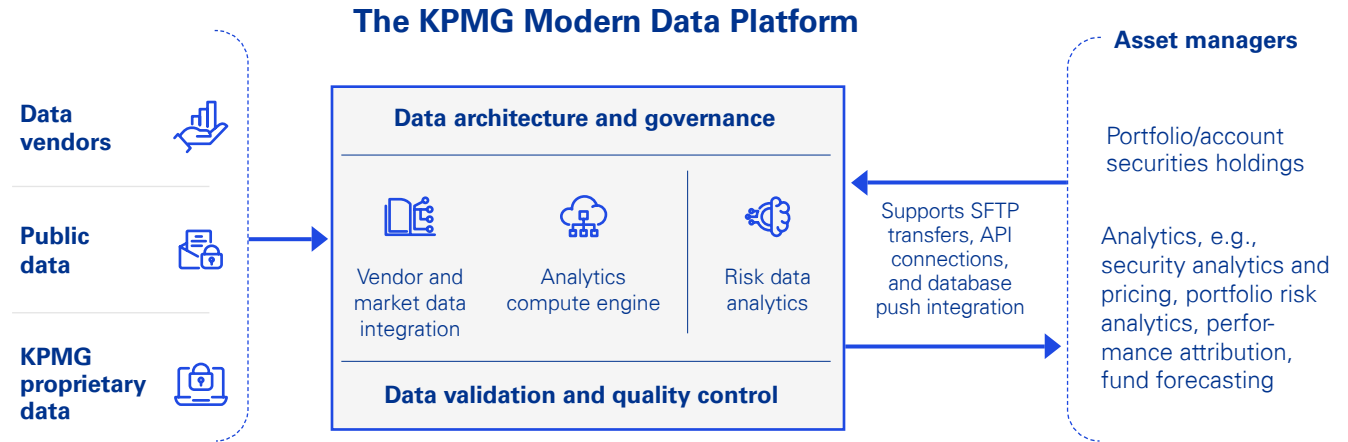 The KPMG Modern Data Platform
Data
vendors
Public
data
KPMG
proprietary
data
Data architecture and governance
Vendor and
market data
integration
Analytics
compute engine
Risk data
analytics
Data validation and quality control
Supports SFTP
transfers, API
connections,
and database
push integration
Asset managers
Portfolio/account
securities holdings
Analytics, e.g.,
security analytics and
pricing, portfolio risk
analytics, perfor-
mance attribution,
fund forecasting